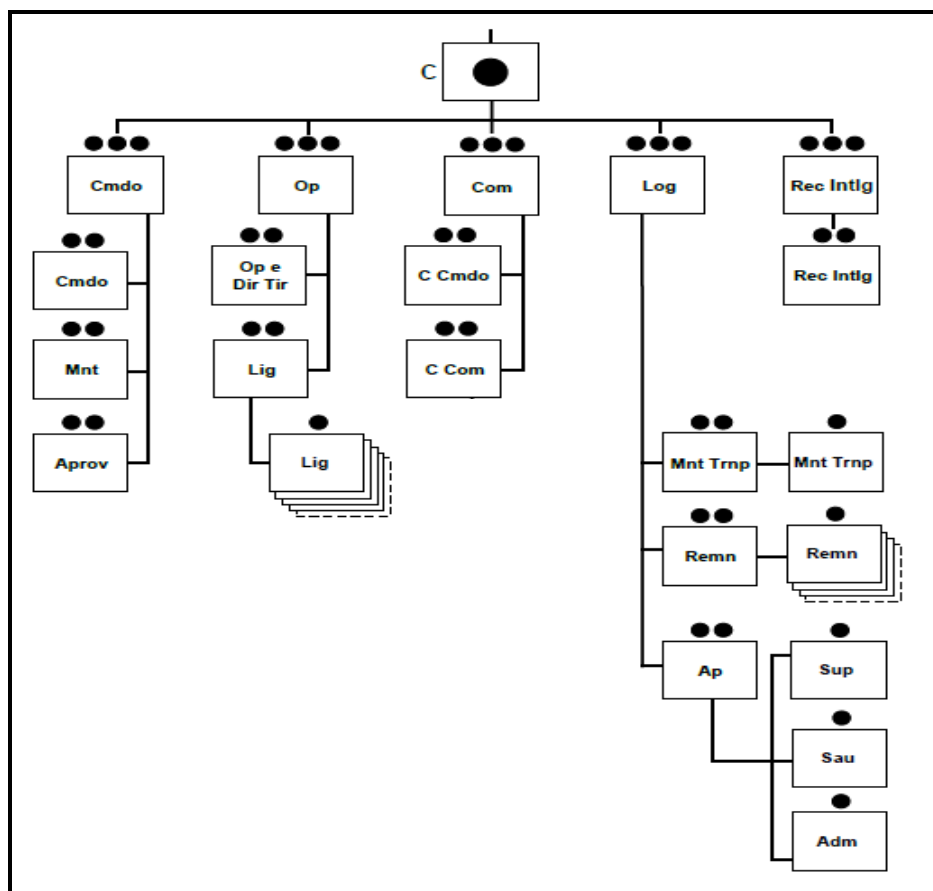 C
Cmdo
Op
Com
Log
Rec Intlg
Cmdo
Op e
Dir Tir
C Cmdo
Rec Intlg
Mnt
Lig
C Com
Aprov
Lig
Mnt Trnp
Mnt Trnp
Remn
Remn
Ap
Sup
Sau
Adm